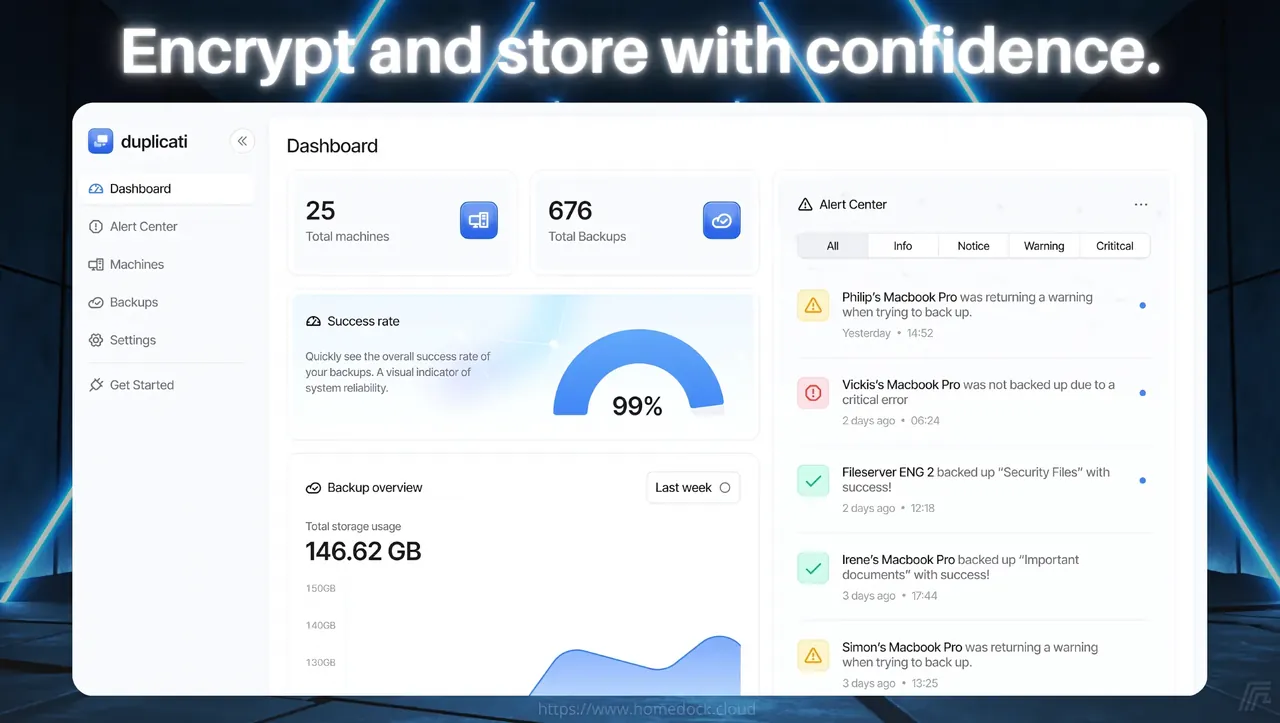 Encrypt and store with confidence.
duplicati
Dashboard
Alert Center
Machines
Backups
Settings
Get Started
Dashboard
25
Total machines
676
Total Backups
Success rate
Quickly see the overall success rate of
your backups. A visual indicator of
system reliability.
99%
Backup overview
Last week
Total storage usage
146.62 GB
150GB
140GB
130GB
Alert Center
All
Info
Notice
Warning
Crititcal
Philip's Macbook Pro was returning a warning
when trying to back up.
Yesterday • 14:52
Vickis's Macbook Pro was not backed up due to a
critical error
2 days ago • 06:24
Fileserver ENG 2 backed up “Security Files” with
success!
2 days ago • 12:18
Irene's Macbook Pro backed up “Important
documents” with success!
3 days ago • 17:44
Simon's Macbook Pro was returning a warning
when trying to back up.
3 days ago • 13:25
https://www.homedock.cloud